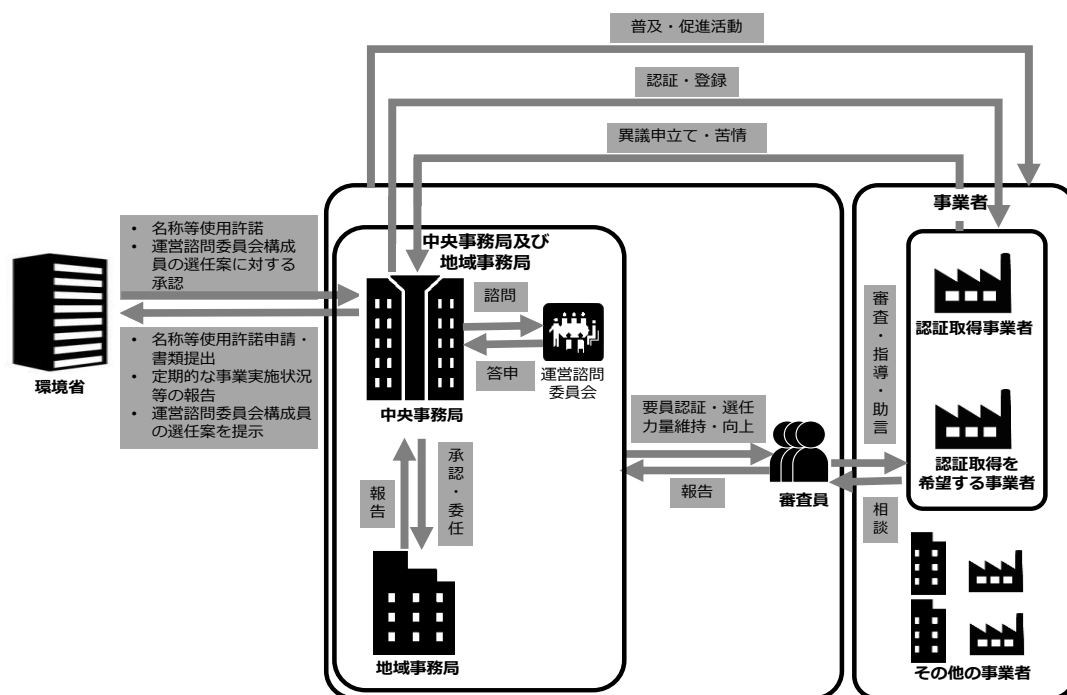 普及・促進活動
認証・登録
異議申立て・苦情
• 名称等使用許諾
• 運営諮問委員会構成
員の選任案に対する
承認
• 名称等使用許諾申請・
書類提出
• 定期的な事業実施状況
等の報告
• 運営諮問委員会構成員
の選任案を提示
環境省
中央事務局及び
地域事務局
諮問
答申
運営諮問
委員会
中央事務局
報告
承認・委任
地域事務局
要員認証・選任
力量維持・向上
報告
審査員
審査・指導・助言
相談
事業者
認証取得事業者
認証取得を
希望する事業者
その他の事業者